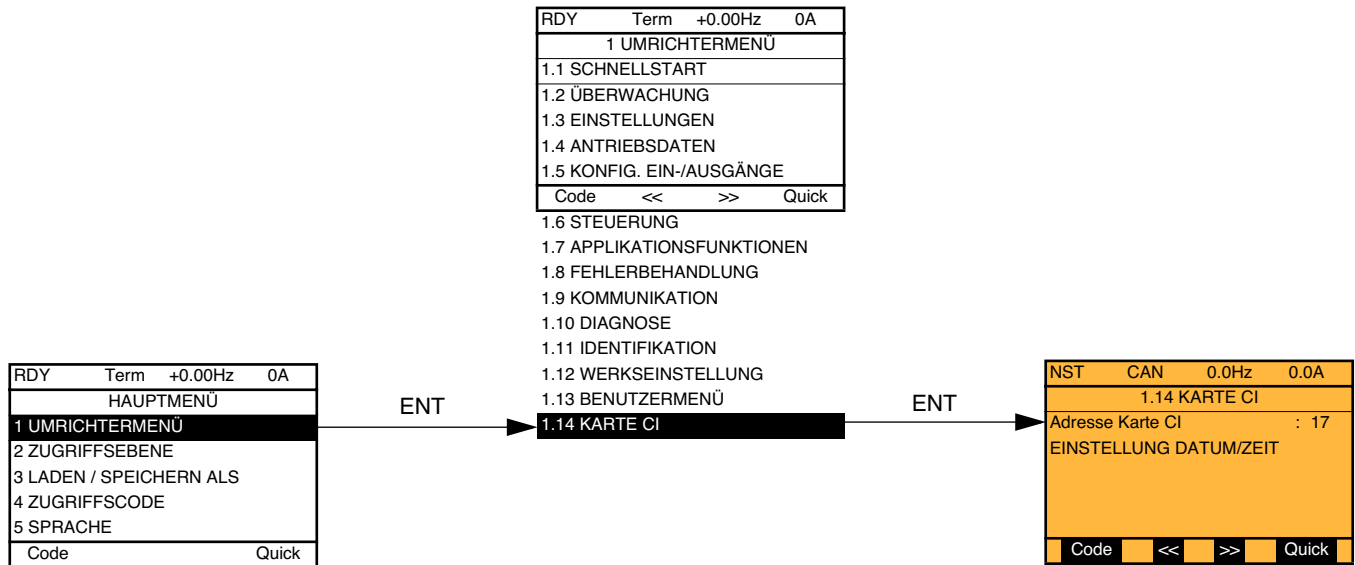 RDY Term +0.00Hz 0A
1 UMRICHTERMENÜ
1.1 SCHNELLSTART
1.2 ÜBERWACHUNG
1.3 EINSTELLUNGEN
1.4 ANTRIEBSDATEN
1.5 KONFIG. EIN-/AUSGÄNGE
Code << >> Quick
1.6 STEUERUNG
1.7 APPLIKATIONSFUNKTIONEN
1.8 FEHLERBEHANDLUNG
1.9 KOMMUNIKATION
1.10 DIAGNOSE
1.11 IDENTIFIKATION
1.12 WERKSEINSTELLUNG
1.13 BENUTZERMENÜ
1.14 KARTE CI
RDY Term +0.00Hz 0A
HAUPTMENÜ
1 UMRICHTERMENÜ
2 ZUGRIFFSEBENE
3 LADEN / SPEICHERN ALS
4 ZUGRIFFSCODE
5 SPRACHE
Code Quick
ENT
ENT
NST CAN 0.0Hz 0.0A
1.14 KARTE CI
Adresse Karte CI : 17
EINSTELLUNG DATUM/ZEIT
Code << >> Quick